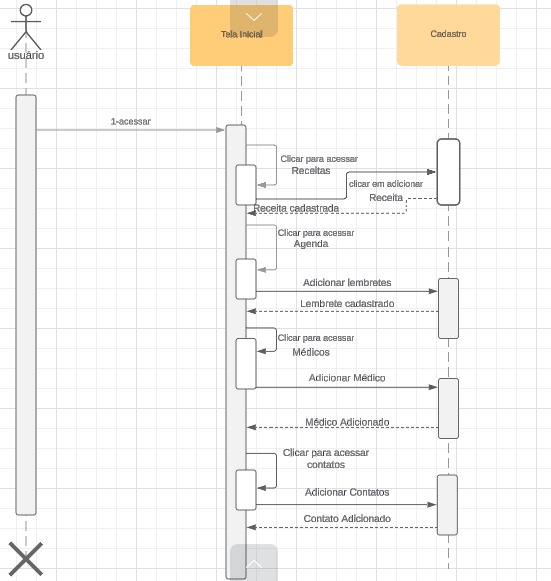 usuário
Tela Inicial
Cadastro
1-acessar
Clicar para acessar
Receitas
clicar em adicionar
Receita
Receita cadastrada
Clicar para acessar
Agenda
Adicionar lembretes
Lembrete cadastrado
Clicar para acessar
Médicos
Adicionar Médico
Médico Adicionado
Clicar para acessar
contatos
Adicionar Contatos
Contato Adicionado